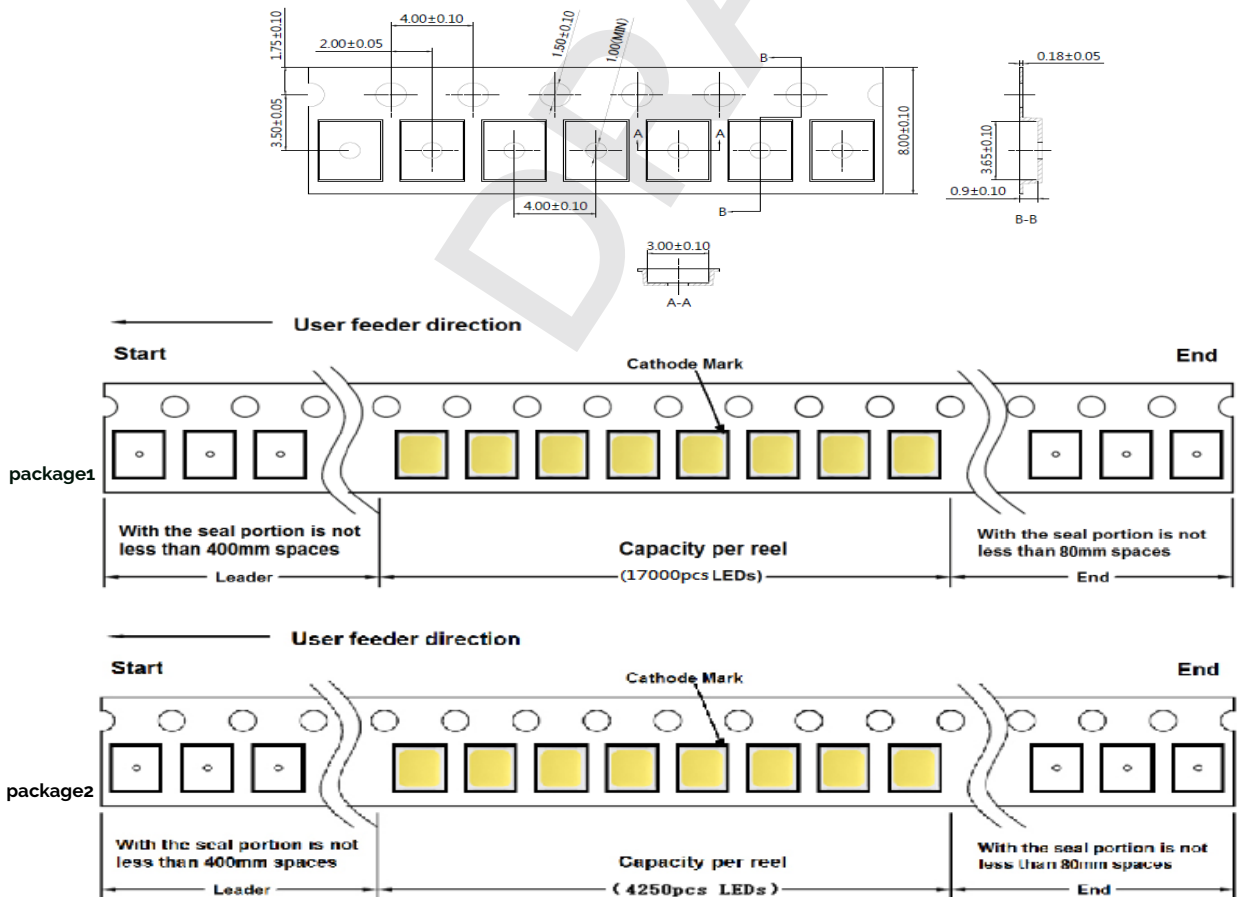 4.00±0.10
1.75±0.10
2.00±0.05
1.50±0.10
1.00(MIN)
B
0.18±0.05
3.50±0.05
A
A
8.00±0.10
3.65±0.10
0.9±0.10
4.00±0.10
B
B-B
3.00±0.10
A-A
DRA
User feeder direction
Start
Cathode Mark
End
package1
With the seal portion is not
less than 400mm spaces
Capacity per reel
With the seal portion is not
less than 80mm spaces
Leader
(17000pcs LEDs)
End
User feeder direction
Start
Cathode Mark
End
package2
With the seal portion is not
less than 400mm spaces
Capacity per reel
With the seal portion is not
less than 80mm spaces
Leader
(4250pcs LEDs)
End